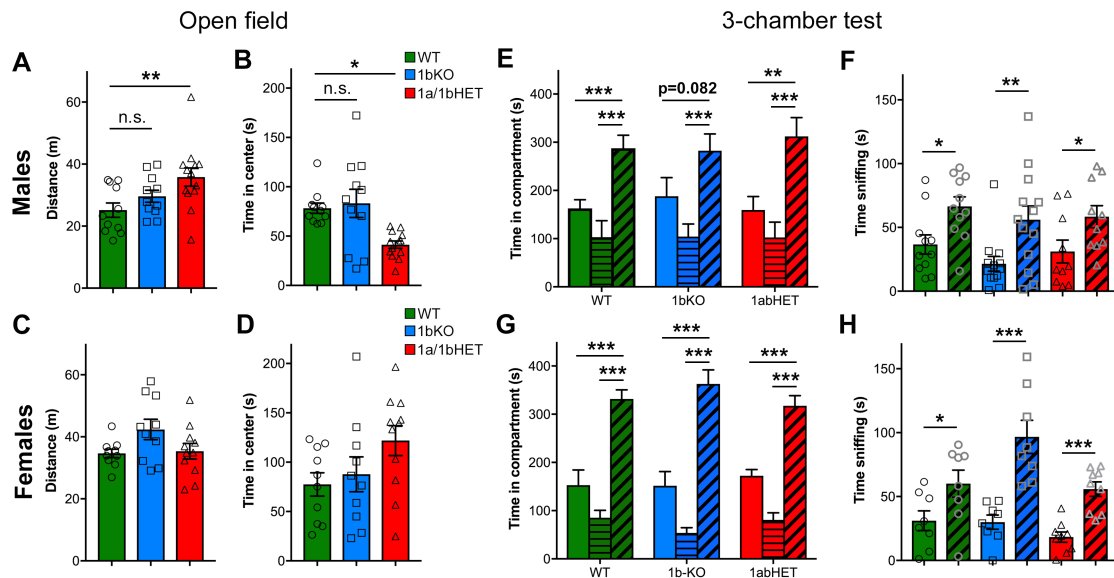 Open field
3-chamber test
Males
A
Distance (m)
60
40
20
0
**
n.s.
B
Time in center (s)
200
150
100
50
0
*
n.s.
WT
1bKO
1a/1bHET
E
Time in compartment (s)
400
300
200
100
0
***
***
p=0.082
***
**
***
WT
1bKO
1abHET
F
Time sniffing (s)
150
100
50
0
*
**
*
Females
C
Distance (m)
60
40
20
0
D
Time in center (s)
200
150
100
50
0
WT
1bKO
1a/1bHET
G
Time in compartment (s)
400
300
200
100
0
***
***
***
***
***
***
WT
1b-KO
1abHET
H
Time sniffing (s)
150
100
50
0
*
***
***